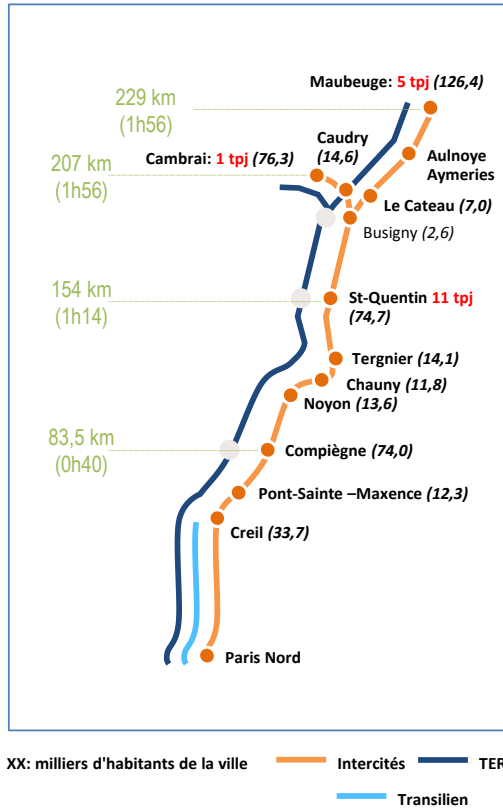 Maubeuge: 5 tpj (126,4)
229 km
(1h56)
Caudry
(14,6)
Cambrai: 1 tpj (76,3)
207 km
(1h56)
Aulnoye
Aymeries
Le Cateau (7,0)
Busigny (2,6)
154 km
(1h14)
St-Quentin 11 tpj
(74,7)
Tergnier (14,1)
Chauny (11,8)
Noyon (13,6)
83,5 km
(0h40)
Compiègne (74,0)
Pont-Sainte –Maxence (12,3)
Creil (33,7)
Paris Nord
XX: milliers d'habitants de la ville
Intercités
TER
Transilien